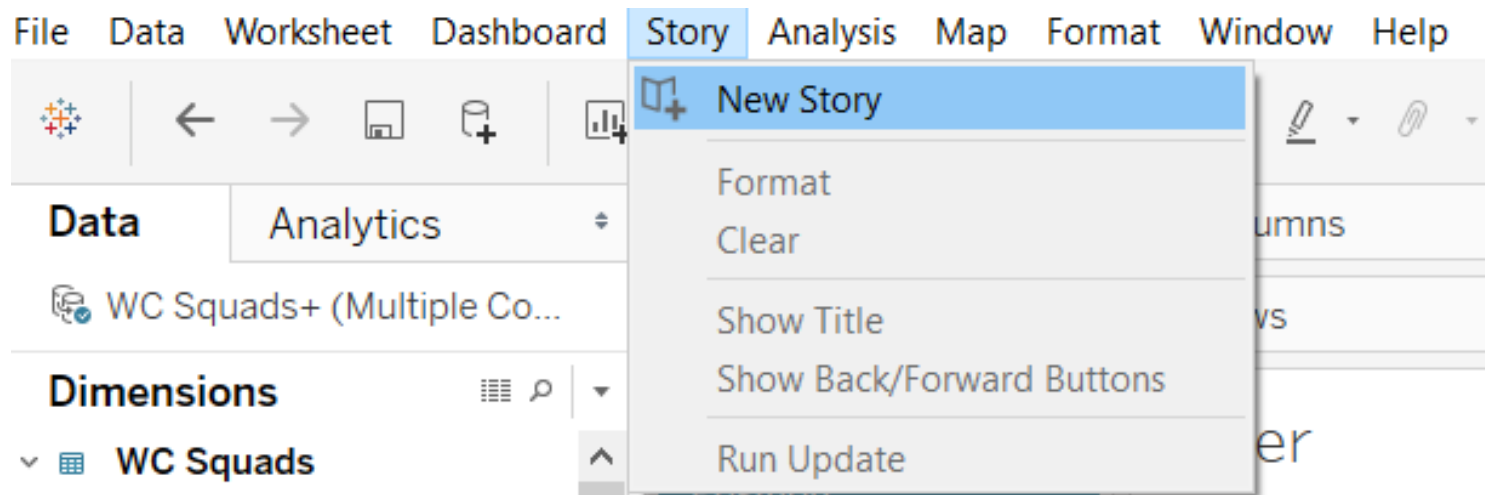 File Data Worksheet Dashboard Story Analysis Map Format Window Help
New Story
Format
Clear
Show Title
Show Back/Forward Buttons
Run Update
Data Analytics
WC Squads+ (Multiple Co...
Dimensions
WC Squads
umns
ws
er